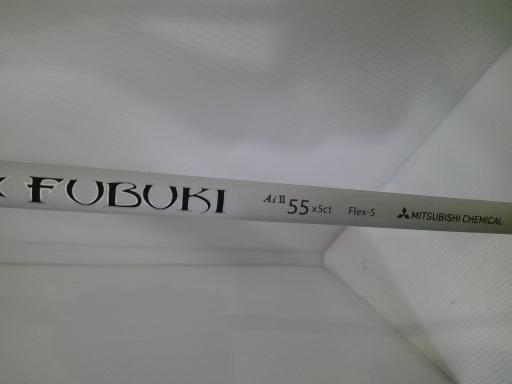 FUBUKI Ai II 55 x5ct Flex-S MITSUBISHI CHEMICAL